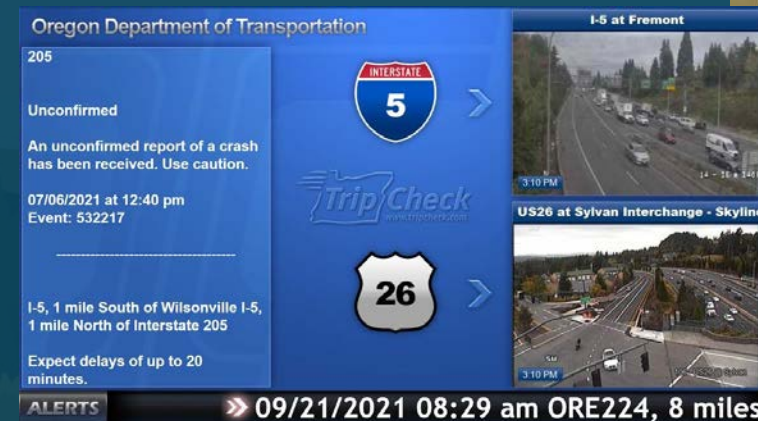 Oregon Department of Transportation
205
Unconfirmed
An unconfirmed report of a crash
has been received. Use caution.
07/06/2021 at 12:40 pm
Event: 532217
I-5, 1 mile South of Wilsonville I-5,
1 mile North of Interstate 205
Expect delays of up to 20
minutes.
INTERSTATE
5
TripCheck
www.tripcheck.com
26
I-5 at Fremont
3:10 PM
US26 at Sylvan Interchange - Skyline
3:10 PM
ALERTS
09/21/2021 08:29 am ORE224, 8 miles